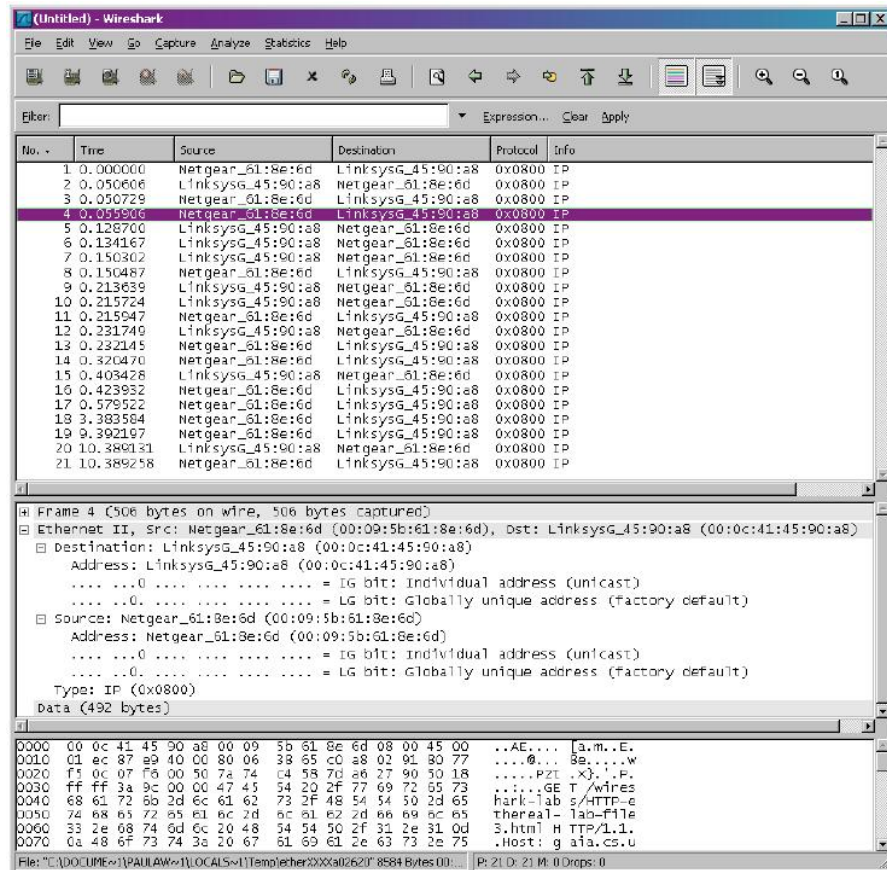 (Untitled) - Wireshark
File Edit View Go Capture Analyze Statistics Help
Filter: Expression... Clear Apply
No. Time Source Destination Protocol Info
1 0.000000 Netgear_61:8e:6d LinksysG_45:90:a8 0x0800 IP
2 0.050606 LinksysG_45:90:a8 Netgear_61:8e:6d 0x0800 IP
3 0.050729 Netgear_61:8e:6d LinksysG_45:90:a8 0x0800 IP
4 0.055906 Netgear_61:8e:6d LinksysG_45:90:a8 0x0800 IP
5 0.128700 LinksysG_45:90:a8 Netgear_61:8e:6d 0x0800 IP
6 0.134167 LinksysG_45:90:a8 Netgear_61:8e:6d 0x0800 IP
7 0.150302 LinksysG_45:90:a8 Netgear_61:8e:6d 0x0800 IP
8 0.150487 Netgear_61:8e:6d LinksysG_45:90:a8 0x0800 IP
9 0.213639 LinksysG_45:90:a8 Netgear_61:8e:6d 0x0800 IP
10 0.215724 LinksysG_45:90:a8 Netgear_61:8e:6d 0x0800 IP
11 0.215947 Netgear_61:8e:6d LinksysG_45:90:a8 0x0800 IP
12 0.231749 LinksysG_45:90:a8 Netgear_61:8e:6d 0x0800 IP
13 0.232145 Netgear_61:8e:6d LinksysG_45:90:a8 0x0800 IP
14 0.320470 Netgear_61:8e:6d LinksysG_45:90:a8 0x0800 IP
15 0.403428 LinksysG_45:90:a8 Netgear_61:8e:6d 0x0800 IP
16 0.423932 Netgear_61:8e:6d LinksysG_45:90:a8 0x0800 IP
17 0.579522 Netgear_61:8e:6d LinksysG_45:90:a8 0x0800 IP
18 3.383584 Netgear_61:8e:6d LinksysG_45:90:a8 0x0800 IP
19 9.392197 Netgear_61:8e:6d LinksysG_45:90:a8 0x0800 IP
20 10.389131 LinksysG_45:90:a8 Netgear_61:8e:6d 0x0800 IP
21 10.389258 Netgear_61:8e:6d LinksysG_45:90:a8 0x0800 IP
Frame 4 (506 bytes on wire, 506 bytes captured)
Ethernet II, Src: Netgear_61:8e:6d (00:09:5b:61:8e:6d), Dst: LinksysG_45:90:a8 (00:0c:41:45:90:a8)
Destination: LinksysG_45:90:a8 (00:0c:41:45:90:a8)
Address: LinksysG_45:90:a8 (00:0c:41:45:90:a8)
.... ...0 .... .... .... .... = IG bit: Individual address (unicast)
.... ..0. .... .... .... .... = LG bit: Globally unique address (factory default)
Source: Netgear_61:8e:6d (00:09:5b:61:8e:6d)
Address: Netgear_61:8e:6d (00:09:5b:61:8e:6d)
.... ...0 .... .... .... .... = IG bit: Individual address (unicast)
.... ..0. .... .... .... .... = LG bit: Globally unique address (factory default)
Type: IP (0x0800)
Data (492 bytes)
0000 00 0c 41 45 90 a8 00 09 5b 61 8e 6d 08 00 45 00 ..AE.... [a.m..E.
0010 01 ec 87 e9 40 00 80 06 38 65 c0 a8 02 91 80 77 ....@... 8e.....w
0020 f5 0c 07 f6 00 50 7a 74 c4 58 7d a6 27 90 50 18 .....Pzt .X}.'.P.
0030 ff ff 3a 9c 00 00 47 45 54 20 2f 77 69 72 65 73 ..:...GE T /wires
0040 68 61 72 6b 2d 6c 61 62 73 2f 48 54 54 50 2d 65 hark-lab s/HTTP-e
0050 74 68 65 72 65 61 6c 2d 6c 61 62 2d 66 69 6c 65 thereal- lab-file
0060 33 2e 68 74 6d 6c 20 48 54 54 50 2f 31 2e 31 0d 3.html H TTP/1.1.
0070 0a 48 6f 73 74 3a 20 67 61 69 61 2e 63 73 2e 75 .Host: g aia.cs.u
File: "C:\DOCUME~1\PAULAW~1\LOCALS~1\Temp\etherXXXXa02620" 8584 Bytes 00:... P: 21 D: 21 M: 0 Drops: 0